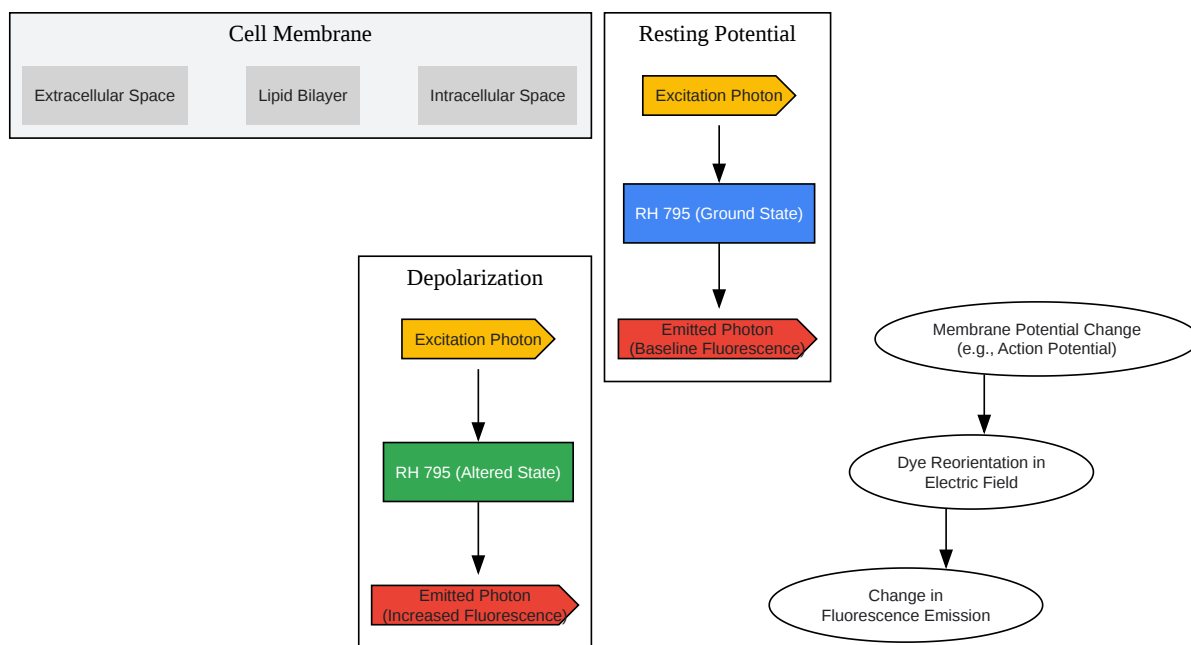 Cell Membrane
Extracellular Space
Lipid Bilayer
Intracellular Space
Resting Potential
Excitation Photon
RH 795 (Ground State)
Emitted Photon
(Baseline Fluorescence)
Depolarization
Excitation Photon
RH 795 (Altered State)
Emitted Photon
(Increased Fluorescence)
Membrane Potential Change
(e.g., Action Potential)
Dye Reorientation in
Electric Field
Change in
Fluorescence Emission